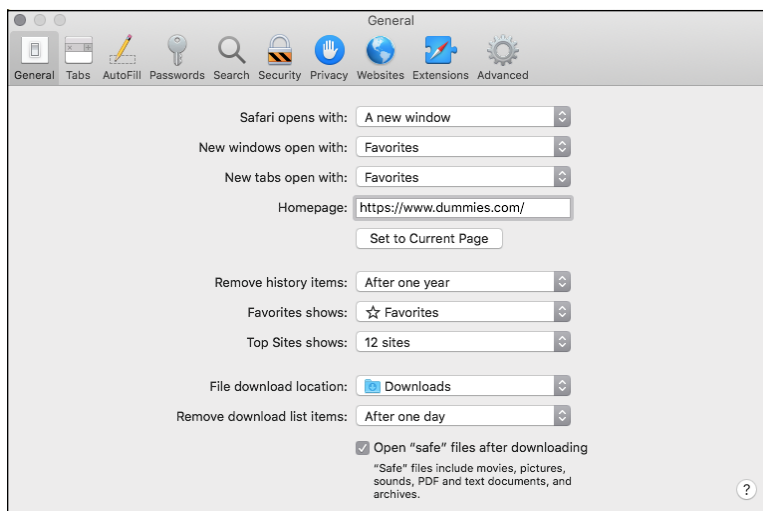 General
General Tabs AutoFill Passwords Search Security Privacy Websites Extensions Advanced
Safari opens with: A new window
New windows open with: Favorites
New tabs open with: Favorites
Homepage: https://www.dummies.com/
Set to Current Page
Remove history items: After one year
Favorites shows: ☆ Favorites
Top Sites shows: 12 sites
File download location: Downloads
Remove download list items: After one day
Open “safe” files after downloading
“Safe” files include movies, pictures,
sounds, PDF and text documents, and
archives.
?